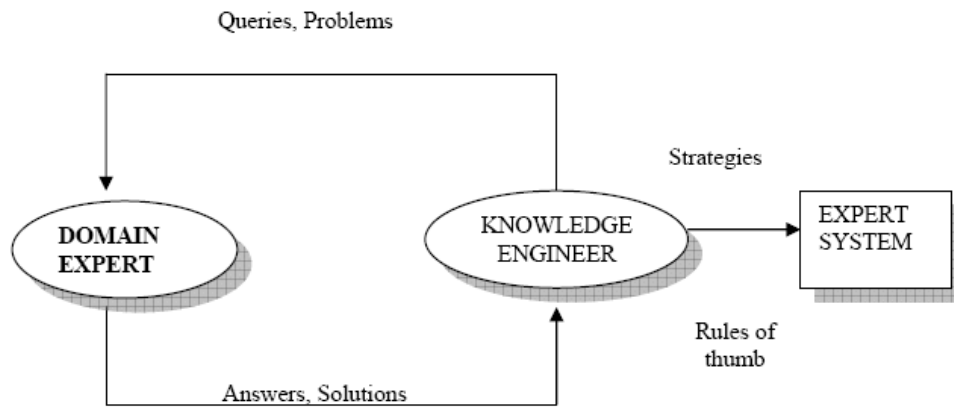 Queries, Problems
Strategies
DOMAIN
EXPERT
KNOWLEDGE
ENGINEER
EXPERT
SYSTEM
Rules of
thumb
Answers, Solutions